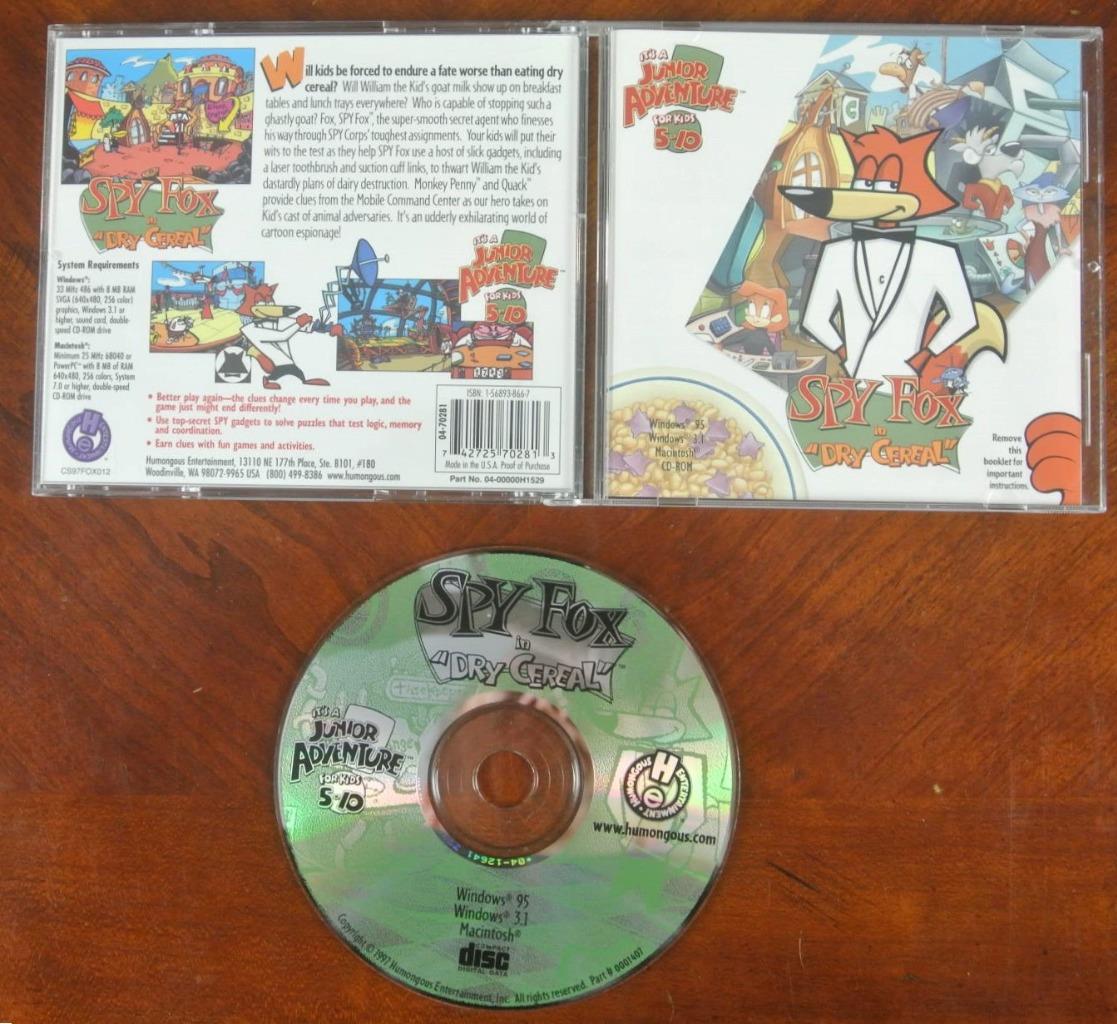 Will kids be forced to endure a fate worse than eating dry
cereal? Will William the Kid's goat milk show up on breakfast
tables and lunch trays everywhere? Who is capable of stopping such a
ghastly goat? Fox, SPY Fox™, the super-smooth secret agent who finesses
his way through SPY Corps' toughest assignments. Your kids will put their
wits to the test as they help SPY Fox use a host of slick gadgets, including
a laser toothbrush and suction cuff links, to thwart William the Kid's
dastardly plans of dairy destruction. Monkey Penny™ and Quack™
provide clues from the Mobile Command Center as our hero takes on
Kid's cast of animal adversaries. It's an udderly exhilarating world of
cartoon espionage!
SPY FOX
in
"DRY CEREAL"
System Requirements
Windows®:
33 MHz 486 with 8 MB RAM
SVGA (640x480, 256 color)
graphics, Windows 3.1 or
higher, sound card, double-
speed CD-ROM drive
Macintosh®:
Minimum 25 MHz 68040 or
PowerPC™ with 8 MB of RAM
640x480, 256 colors, System
7.0 or higher, double-speed
CD-ROM drive
CS97FOX012
IT'S A
JUNIOR
ADVENTURE™
FOR KIDS
5-10
• Better play again—the clues change every time you play, and the
game just might end differently!
• Use top-secret SPY gadgets to solve puzzles that test logic, memory
and coordination.
• Earn clues with fun games and activities.
Humongous Entertainment, 13110 NE 177th Place, Ste. B101, #180
Woodinville, WA 98072-9965 USA (800) 499-8386 www.humongous.com
ISBN: 1-56893-866-7
04-70281
7 42725 70281 3
Made in the U.S.A. Proof of Purchase
Part No. 04-00000H1529
IT'S A
JUNIOR
ADVENTURE™
FOR KIDS
5-10
C
SPY FOX
in
"DRY CEREAL"
Windows® 95
Windows® 3.1
Macintosh®
CD-ROM
Remove
this
booklet for
important
instructions.
SPY FOX
in
"DRY CEREAL"™
IT'S A
JUNIOR
ADVENTURE™
FOR KIDS
5-10
HUMONGOUS ENTERTAINMENT
www.humongous.com
*04-12641
Windows® 95
Windows® 3.1
Macintosh®
COMPACT
disc
DIGITAL DATA
Copyright © 1997 Humongous Entertainment, Inc. All rights reserved. Part # 0001407